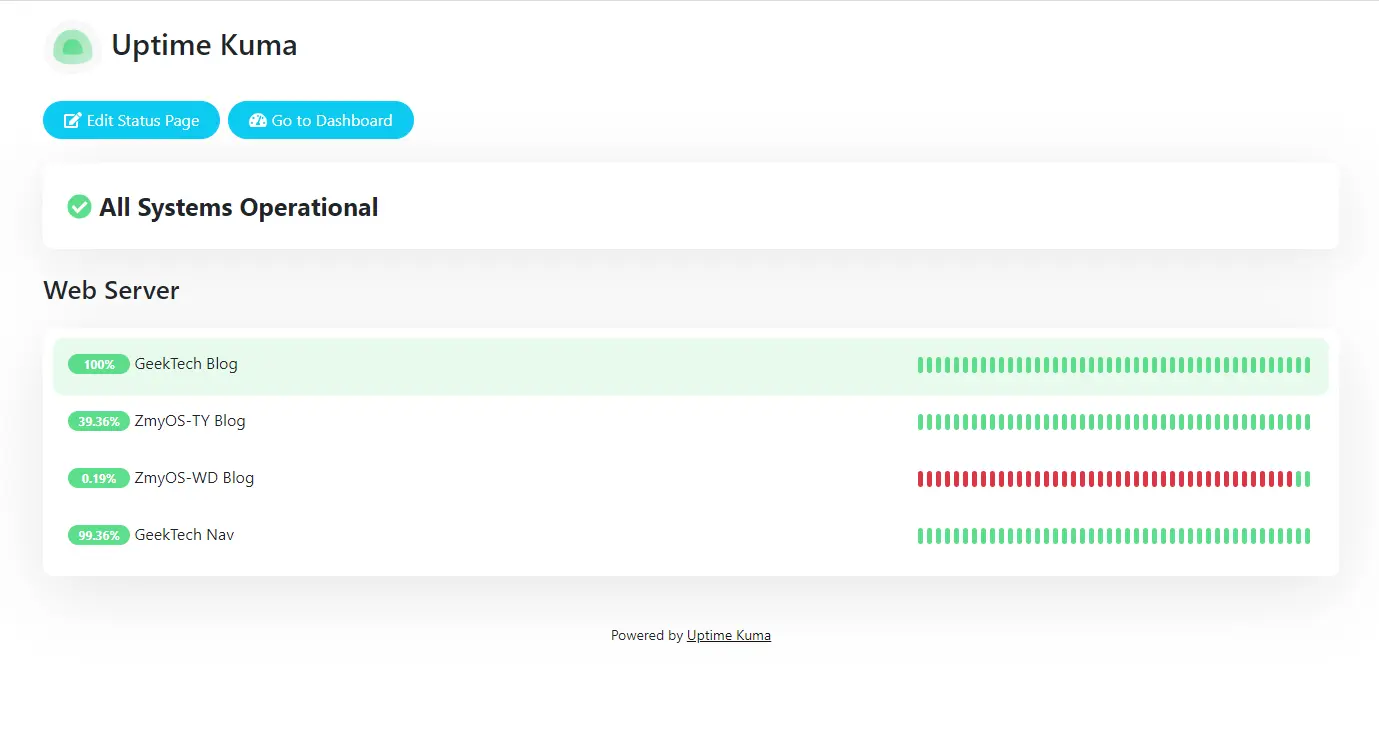 Uptime Kuma
Edit Status Page Go to Dashboard
All Systems Operational
Web Server
100% GeekTech Blog
39.36% ZmyOS-TY Blog
0.19% ZmyOS-WD Blog
99.36% GeekTech Nav
Powered by Uptime Kuma